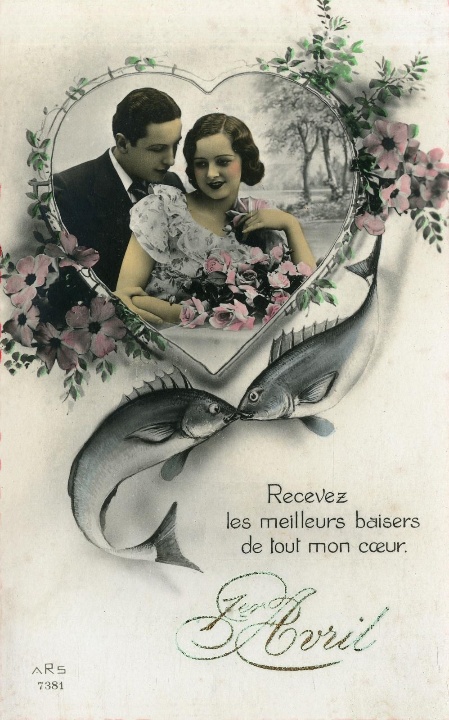 Recevez
les meilleurs baisers
de tout mon cœur.
1er Avril
ARS
7381